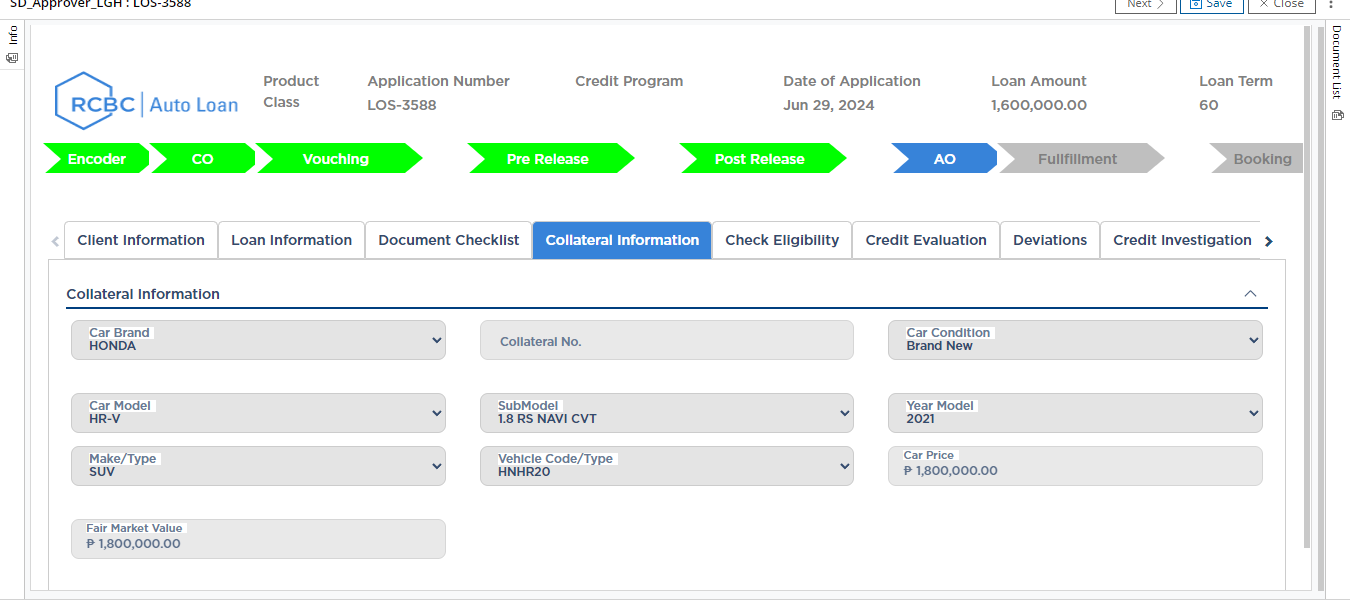 SD_Approver_LGH : LOS-3588
Next
Save
Close
Info
Document List
RCBC Auto Loan
Product Class
Application Number
LOS-3588
Credit Program
Date of Application
Jun 29, 2024
Loan Amount
1,600,000.00
Loan Term
60
Encoder
CO
Vouching
Pre Release
Post Release
AO
Fullfillment
Booking
Client Information
Loan Information
Document Checklist
Collateral Information
Check Eligibility
Credit Evaluation
Deviations
Credit Investigation
Collateral Information
Car Brand
HONDA
Collateral No.
Car Condition
Brand New
Car Model
HR-V
SubModel
1.8 RS NAVI CVT
Year Model
2021
Make/Type
SUV
Vehicle Code/Type
HNHR20
Car Price
₱ 1,800,000.00
Fair Market Value
₱ 1,800,000.00